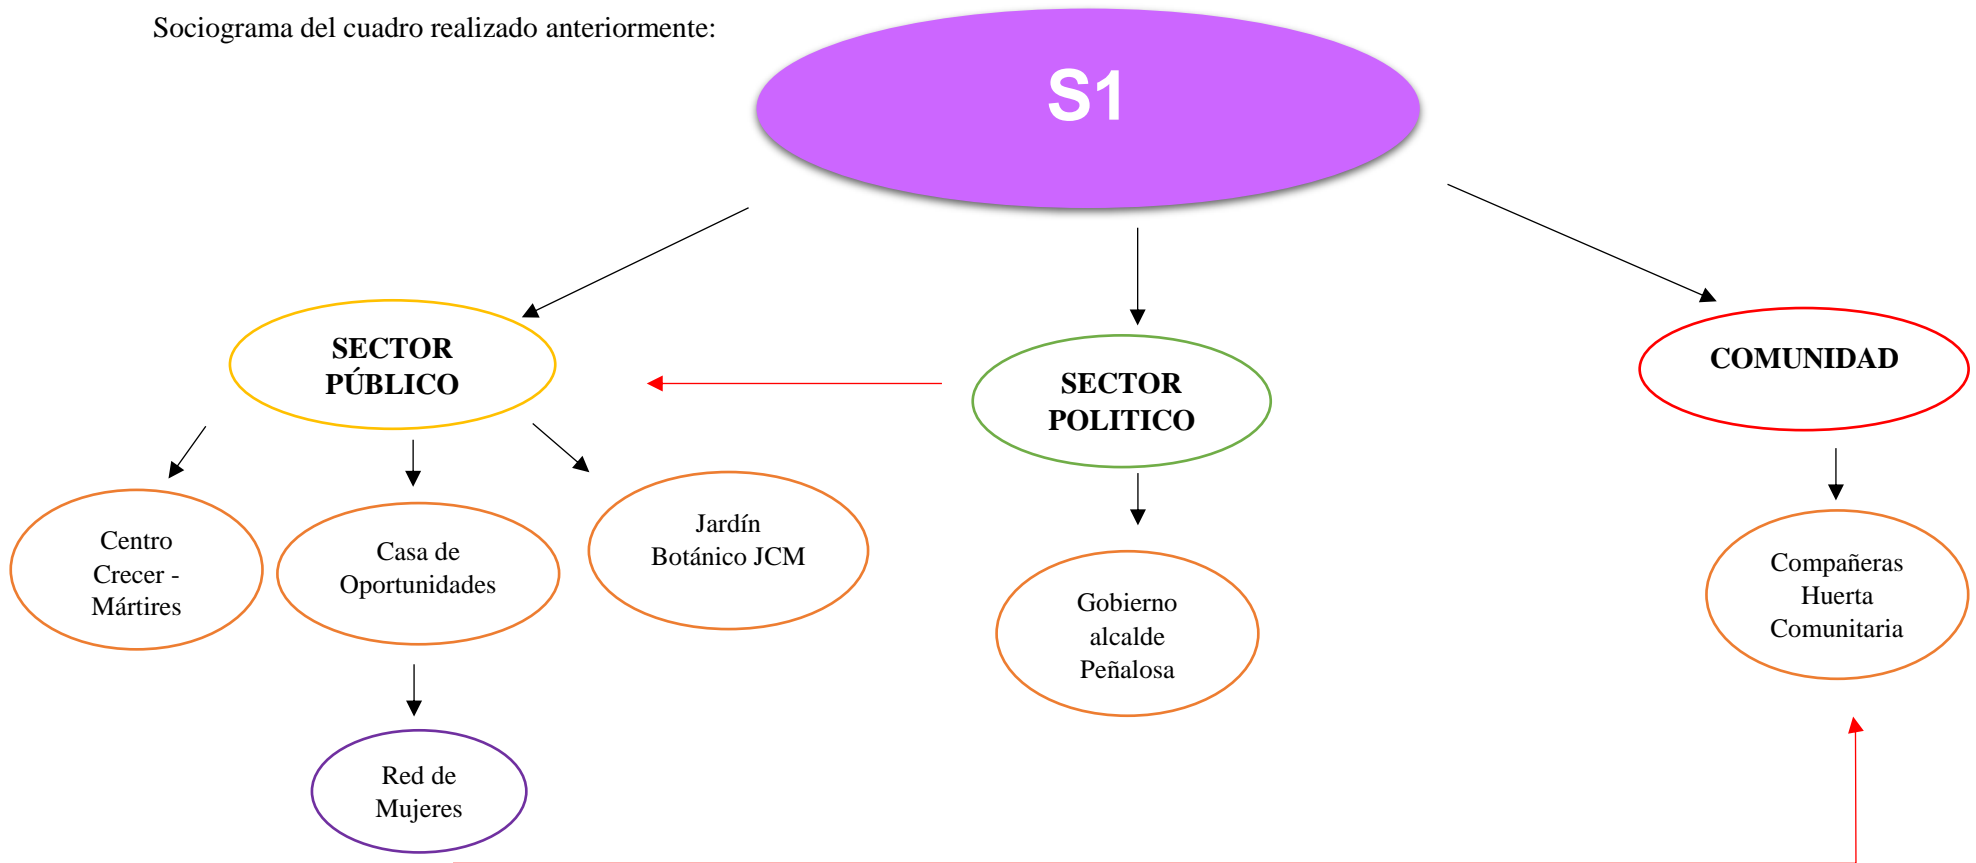 Sociograma del cuadro realizado anteriormente:
S1
SECTOR
PÚBLICO
SECTOR
POLITICO
COMUNIDAD
Centro
Crecer -
Mártires
Casa de
Oportunidades
Jardín
Botánico JCM
Gobierno
alcalde
Peñalosa
Compañeras
Huerta
Comunitaria
Red de
Mujeres